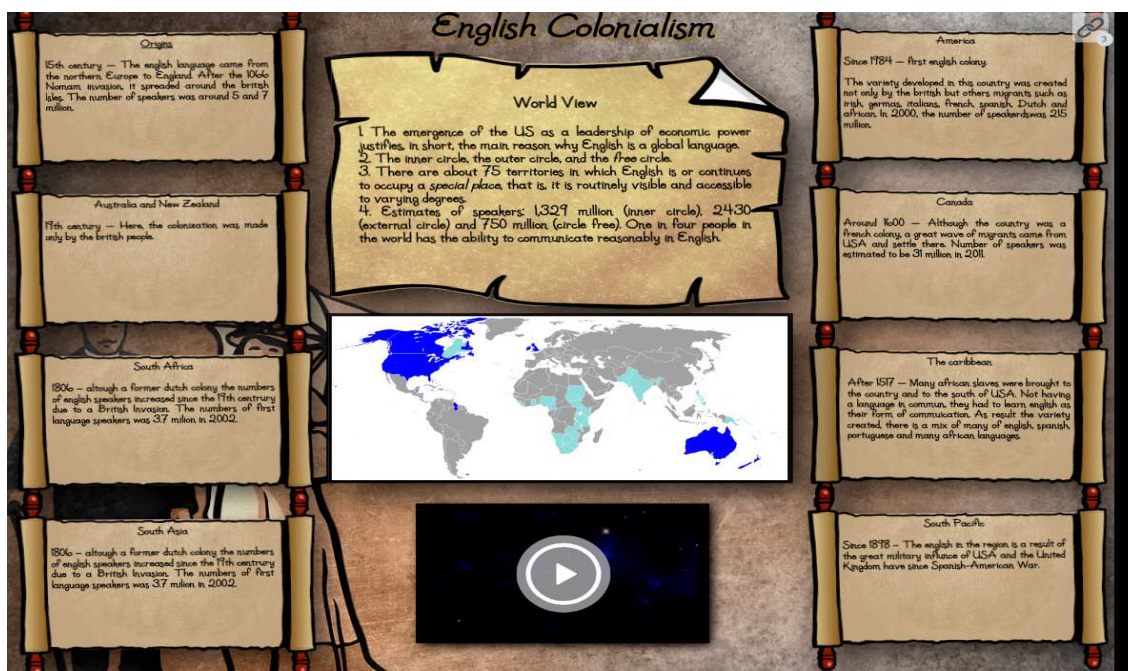 English Colonialism
Origins
15th century – The english language came from
the northern Europe to England. After the 1066
Nomam invasion, it spreaded around the british
isles. The number of speakers was around 5 and 7
million.
Australia and New Zealand
19th century – Here, the colonization was made
only by the british people.
South Africa
1806 – altough a former dutch colony the numbers
of english speakers increased since the 19th centrury
due to a British Invasion. The numbers of first
language speakers was 3.7 milion in 2002.
South Asia
1806 – altough a former dutch colony the numbers
of english speakers increased since the 19th centrury
due to a British Invasion. The numbers of first
language speakers was 3.7 milion in 2002.
World View
1. The emergence of the US as a leadership of economic power
justifies, in short, the main reason why English is a global language.
2. The inner circle, the outer circle, and the free circle.
3. There are about 75 territories in which English is or continues
to occupy a special place, that is, it is routinely visible and accessible
to varying degrees.
4. Estimates of speakers: 1,329 million (inner circle), 2430
(external circle) and 750 million (circle free). One in four people in
the world has the ability to communicate reasonably in English.
America
Since 1984 – first english colony.
The variety developed in this country was created
not only by the british but others migrants such as
irish, germas, italians, french, spanish, Dutch and
african. In 2000, the number of speakerdswas 215
million.
Canada
Around 1600 – Although the country was a
french colony, a great wave of migrants came from
USA and settle there. Number of speakers was
estimated to be 31 million in 2011.
The caribbean
After 1517 – Many african slaves were brought to
the country and to the south of USA. Not having
a language in commun, they had to learn english as
their form of commuication. As result the variety
created, there is a mix of many of english, spanish,
portuguese and many african languages.
South Pacific
Since 1898 – The english in the region is a result of
the great military influnce of USA and the United
Kingdom have since Spanish-American War.
3